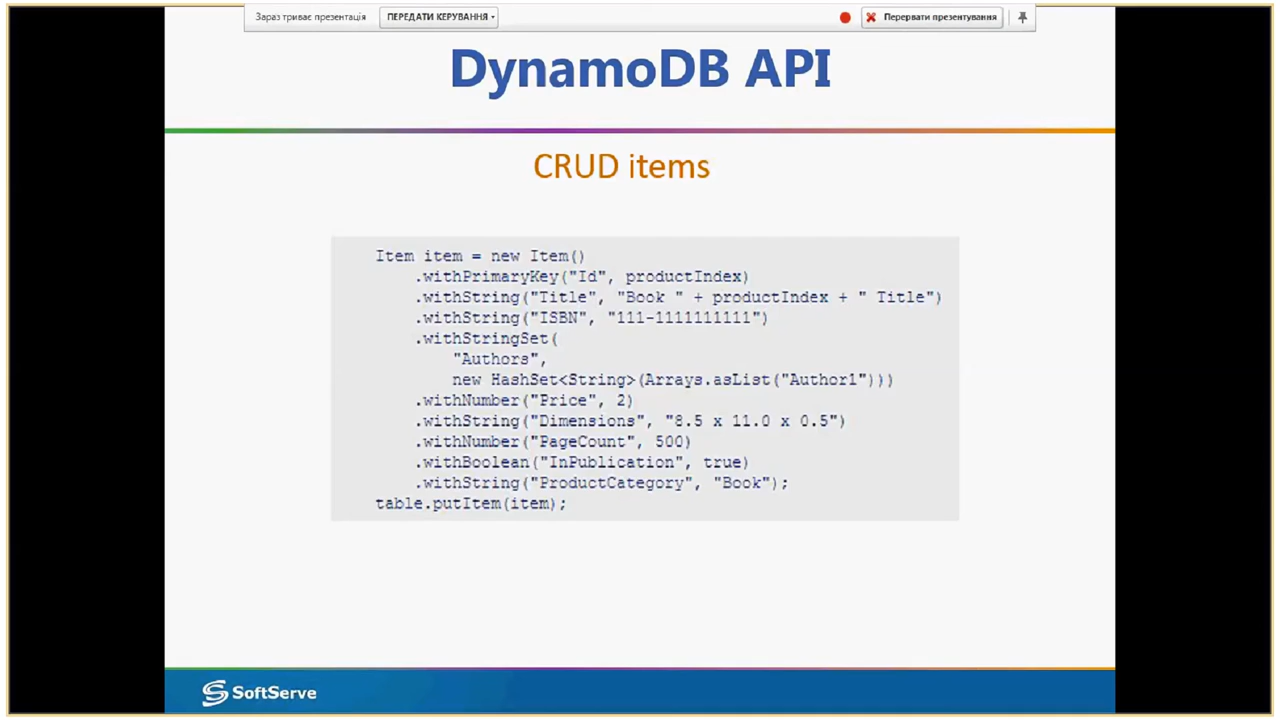 Зараз триває презентація ПЕРЕДАТИ КЕРУВАННЯ Перервати презентування
DynamoDB API
CRUD items
Item item = new Item()
.withPrimaryKey("Id", productIndex)
.withString("Title", "Book " + productIndex + " Title")
.withString("ISBN", "111-1111111111")
.withStringSet(
"Authors",
new HashSet<String>(Arrays.asList("Author1")))
.withNumber("Price", 2)
.withString("Dimensions", "8.5 x 11.0 x 0.5")
.withNumber("PageCount", 500)
.withBoolean("InPublication", true)
.withString("ProductCategory", "Book");
table.putItem(item);
SoftServe